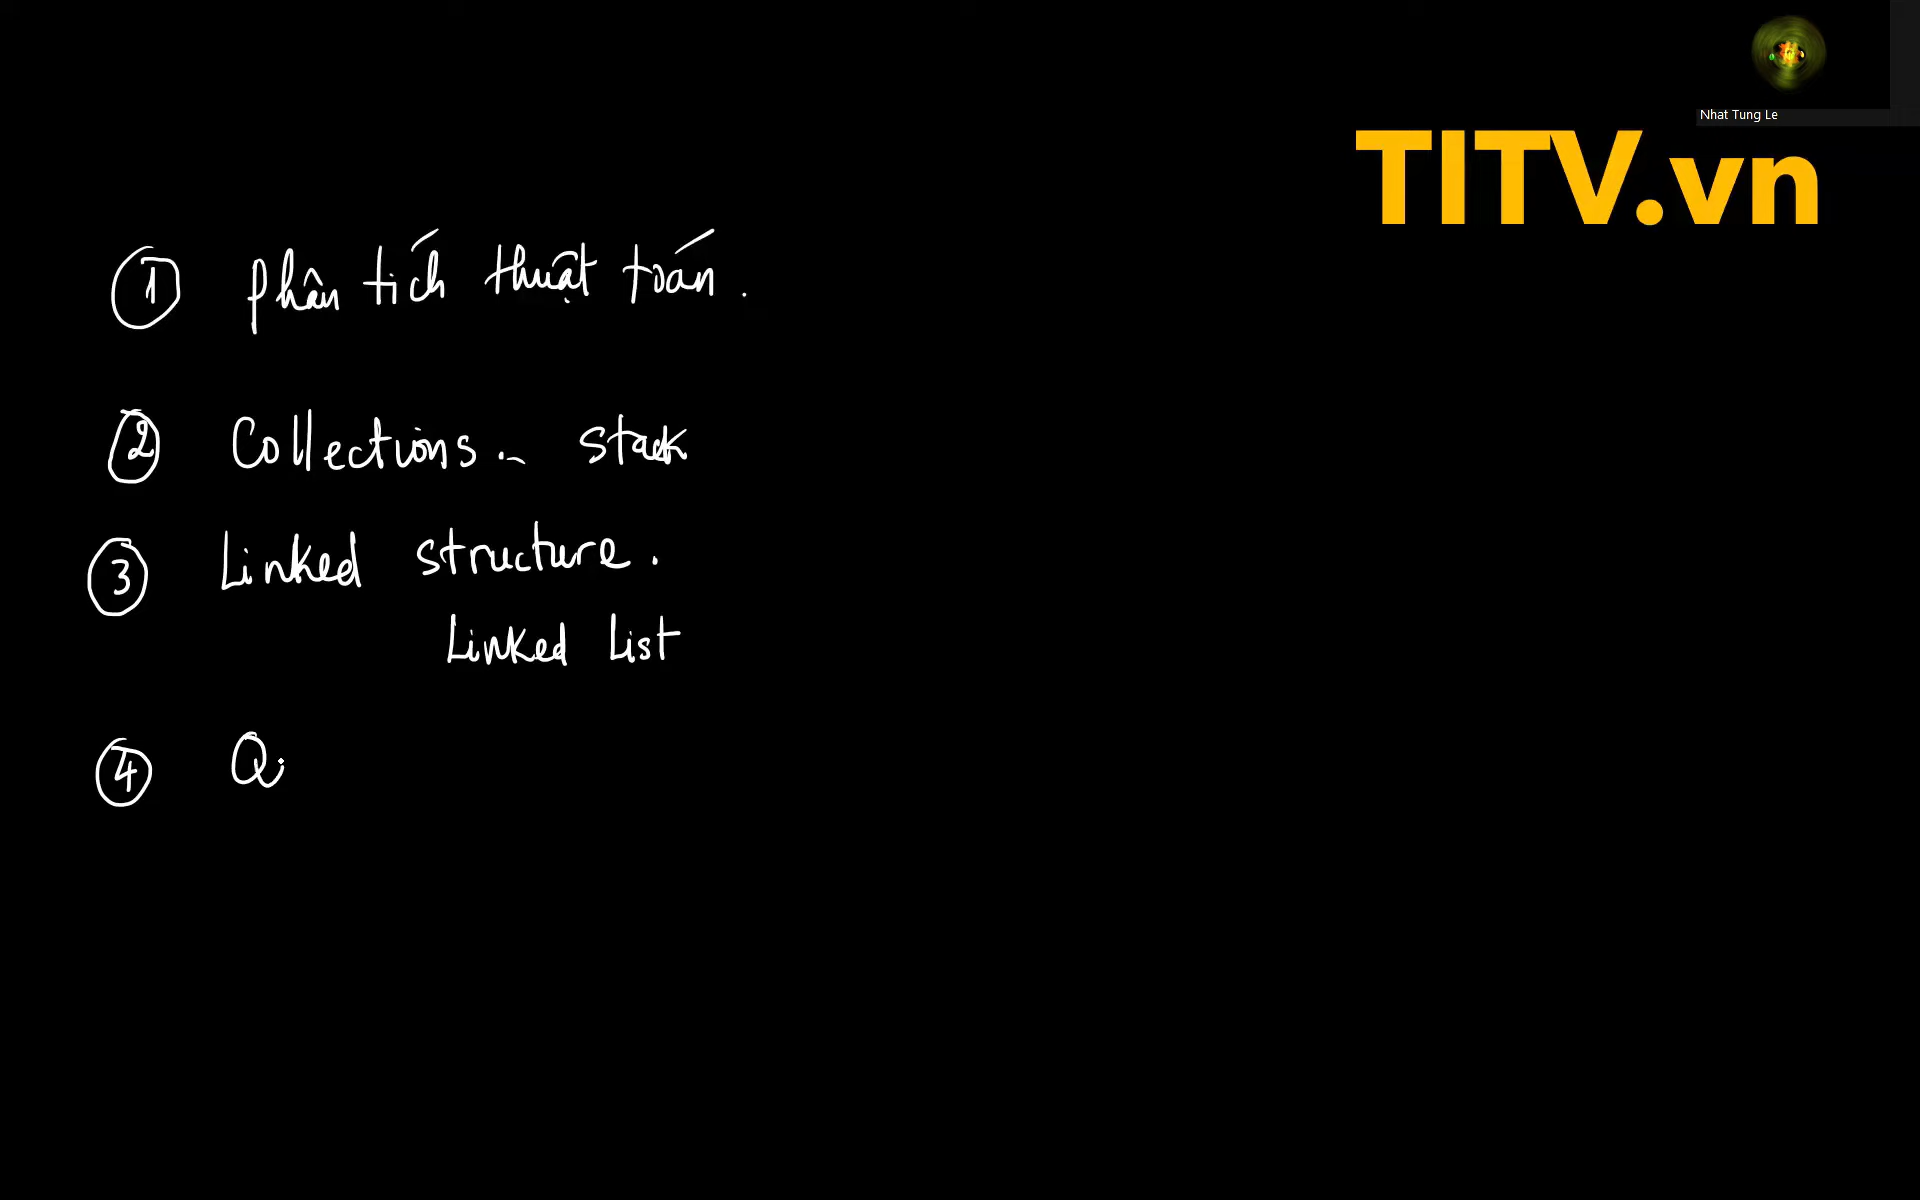 Nhat Tung Le
TITV.vn
① Phân tích thuật toán.
② Collections.- Stack
③ Linked structure.
Linked List
④ Q